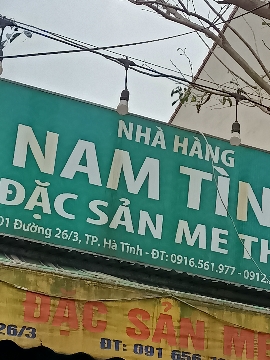 NHÀ HÀNG
NAM TÌN
ĐẶC SẢN ME TH
01 Đường 26/3, TP. Hà Tĩnh - ĐT: 0916.561.977 - 0912.
ĐẶC SẢN ME
26/3 ĐT: 091 656